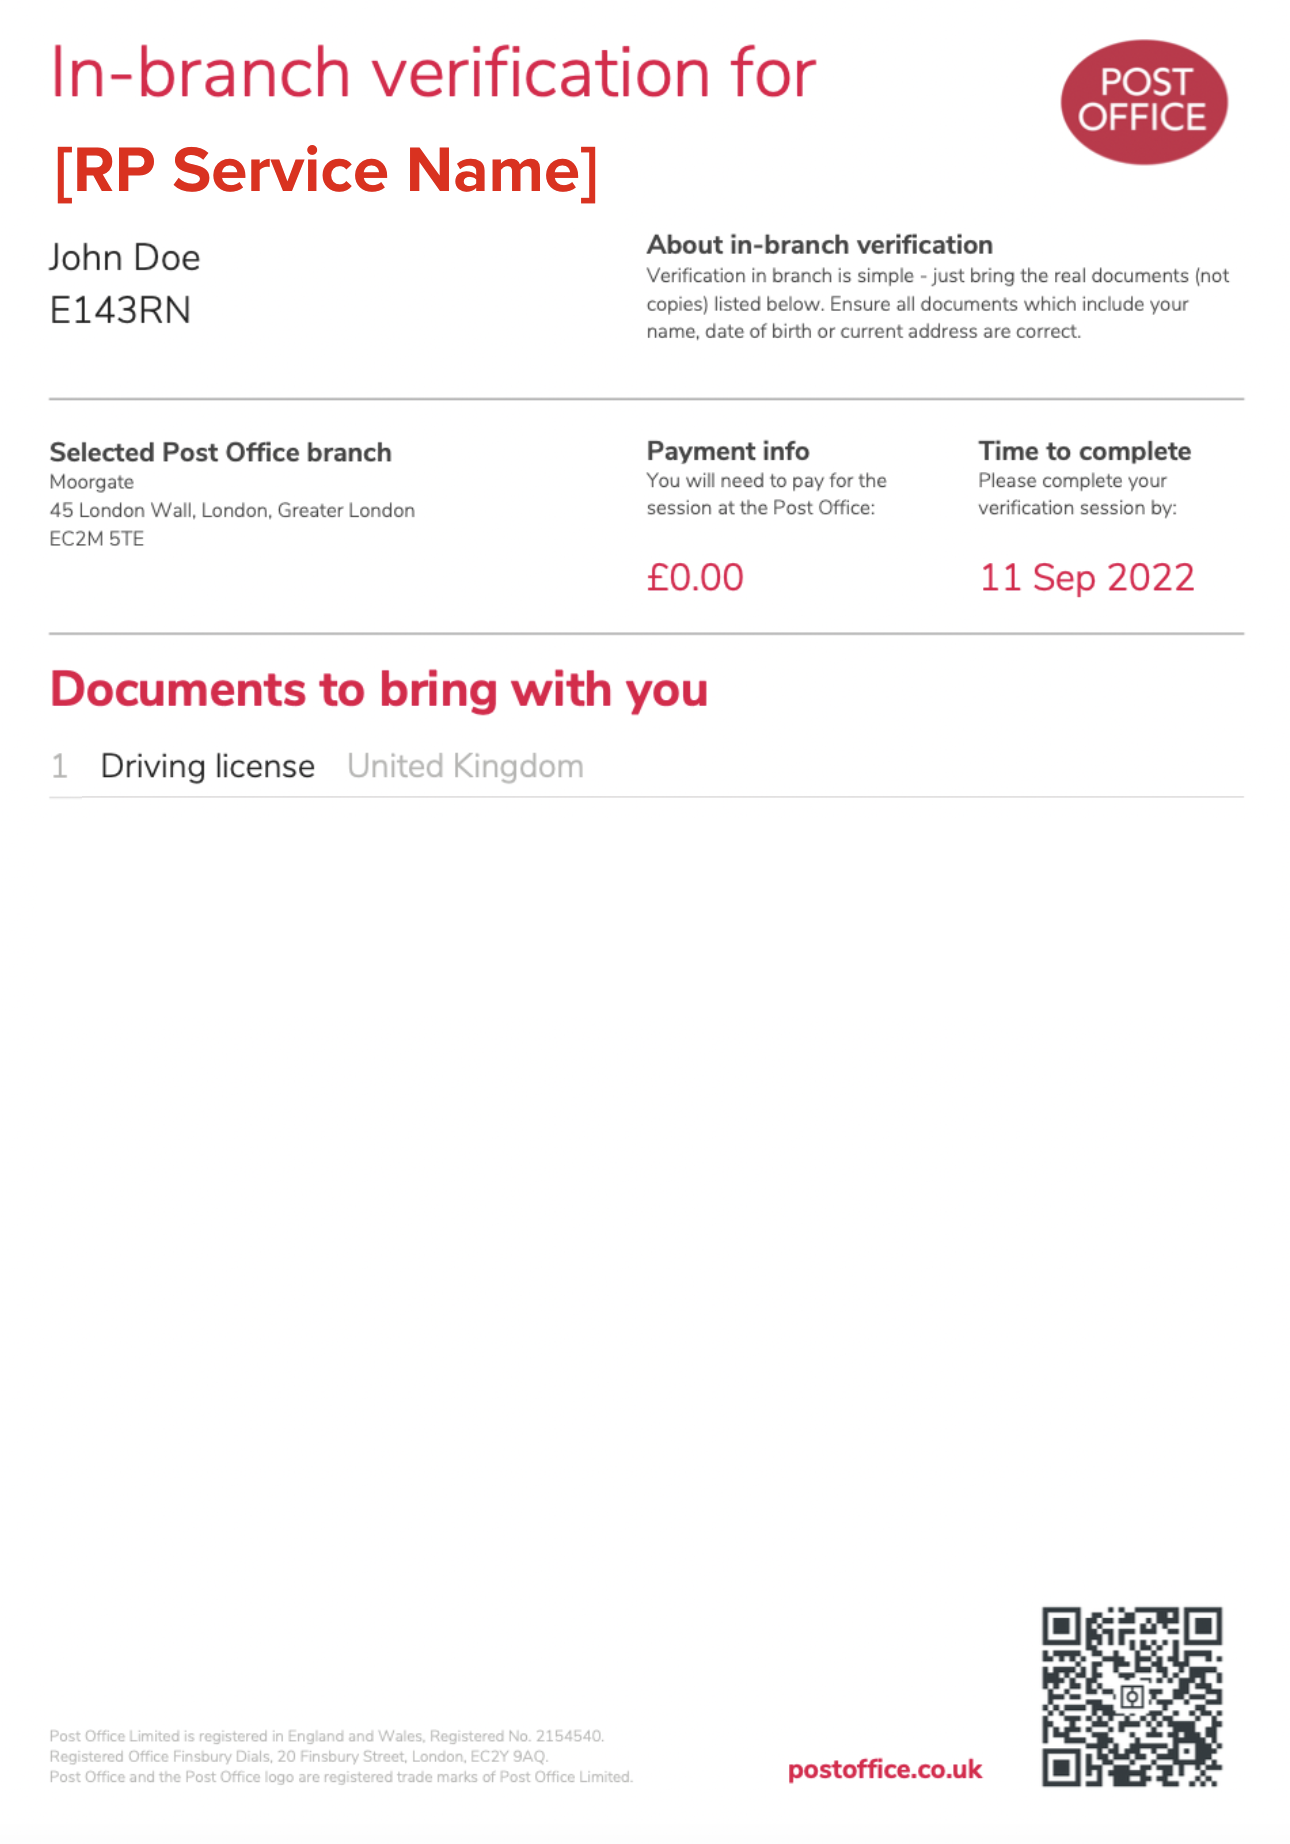 In-branch verification for
POST
OFFICE
[RP Service Name]
John Doe
E143RN
About in-branch verification
Verification in branch is simple - just bring the real documents (not
copies) listed below. Ensure all documents which include your
name, date of birth or current address are correct.
Selected Post Office branch
Moorgate
45 London Wall, London, Greater London
EC2M 5TE
Payment info
You will need to pay for the
session at the Post Office:
£0.00
Time to complete
Please complete your
verification session by:
11 Sep 2022
Documents to bring with you
1 Driving license United Kingdom
Post Office Limited is registered in England and Wales, Registered No. 2154540.
Registered Office Finsbury Dials, 20 Finsbury Street, London, EC2Y 9AQ.
Post Office and the Post Office logo are registered trade marks of Post Office Limited.
postoffice.co.uk